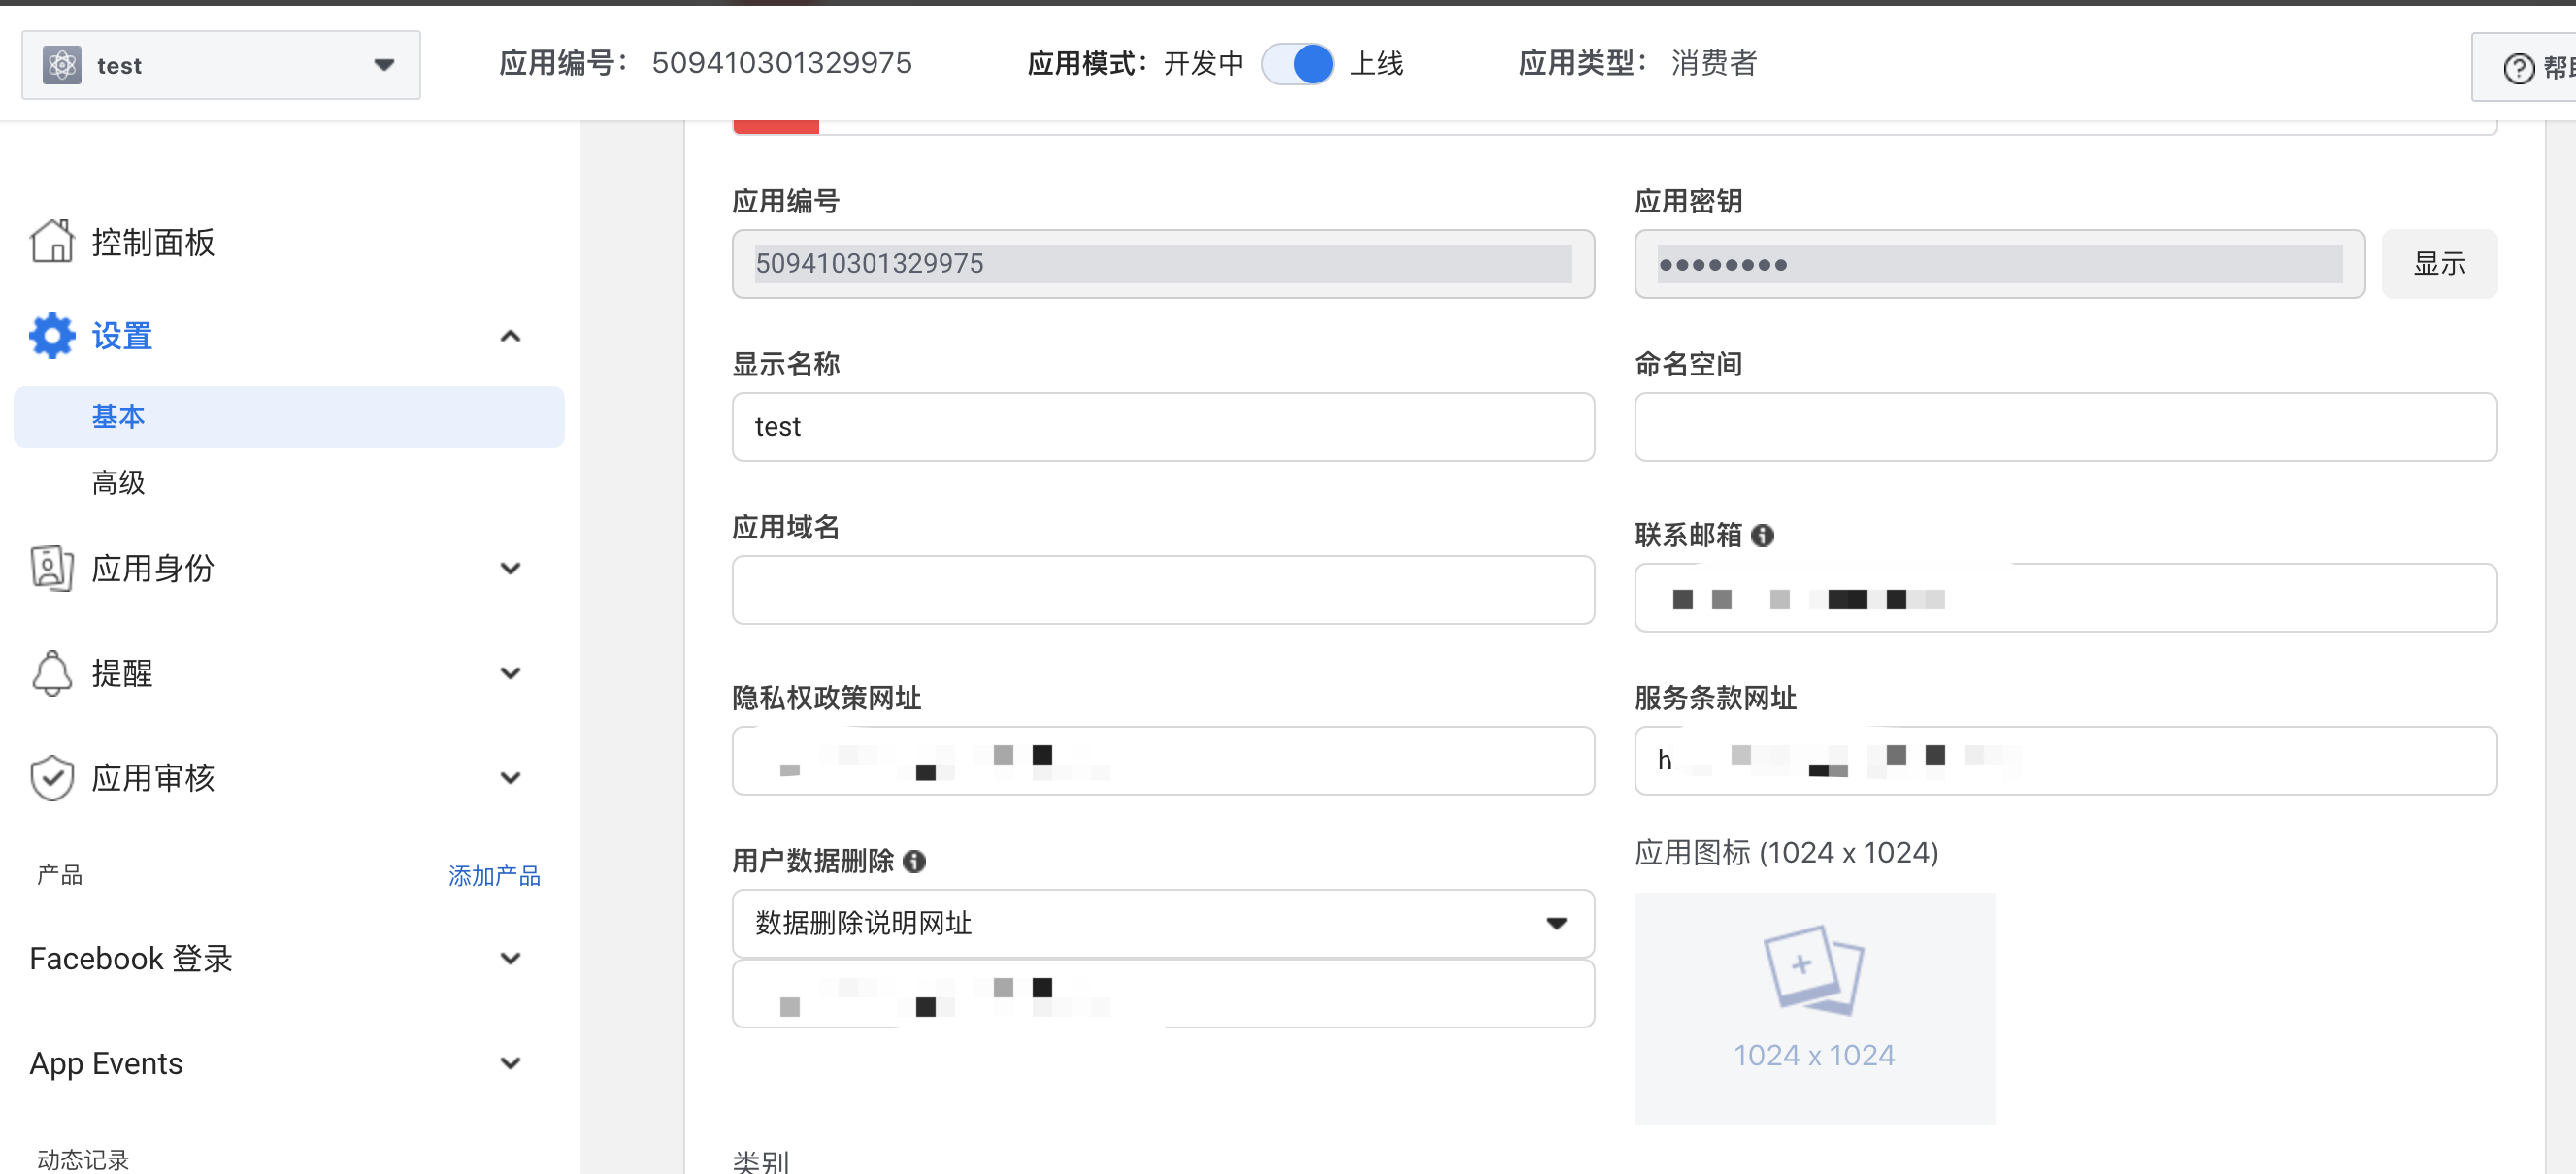 test
应用编号： 509410301329975
应用模式：开发中 上线
应用类型： 消费者
控制面板
设置
基本
高级
应用身份
提醒
应用审核
产品 添加产品
Facebook 登录
App Events
动态记录
应用编号
509410301329975
应用密钥
●●●●●●●● 显示
显示名称
test
命名空间
应用域名
联系邮箱
隐私权政策网址
服务条款网址
h
用户数据删除
数据删除说明网址
应用图标 (1024 x 1024)
1024 x 1024
类别